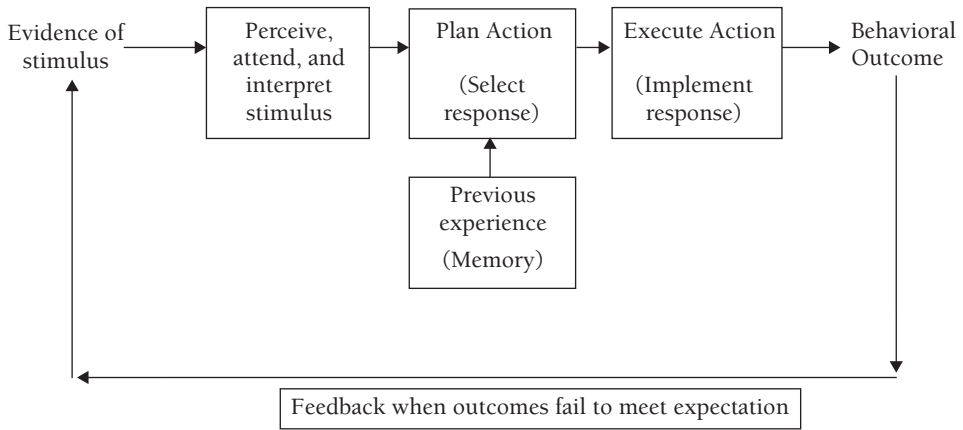 Evidence of
stimulus
Perceive,
attend, and
interpret
stimulus
Plan Action
(Select
response)
Execute Action
(Implement
response)
Behavioral
Outcome
Previous
experience
(Memory)
Feedback when outcomes fail to meet expectation